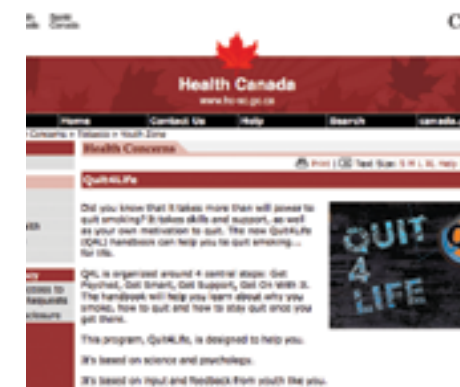 Health Canada
www.hc-sc.gc.ca
Home Contact Us Help Search canada.
Concerns > Tobacco > Youth Zone
Health Concerns
Print | Text Size: S M L XL Help
Quit4Life
Did you know that it takes more than will power to
quit smoking? It takes skills and support, as well
as your own motivation to quit. The new Quit4Life
(Q4L) handbook can help you to quit smoking...
for life.
QUIT
4
LIFE
Q4L is organized around 4 central steps: Get
Psyched, Get Smart, Get Support, Get On With It.
The handbook will help you learn about why you
smoke, how to quit and how to stay quit once you
get there.
This program, Quit4Life, is designed to help you.
It's based on science and psychology.
It's based on input and feedback from youth like you.